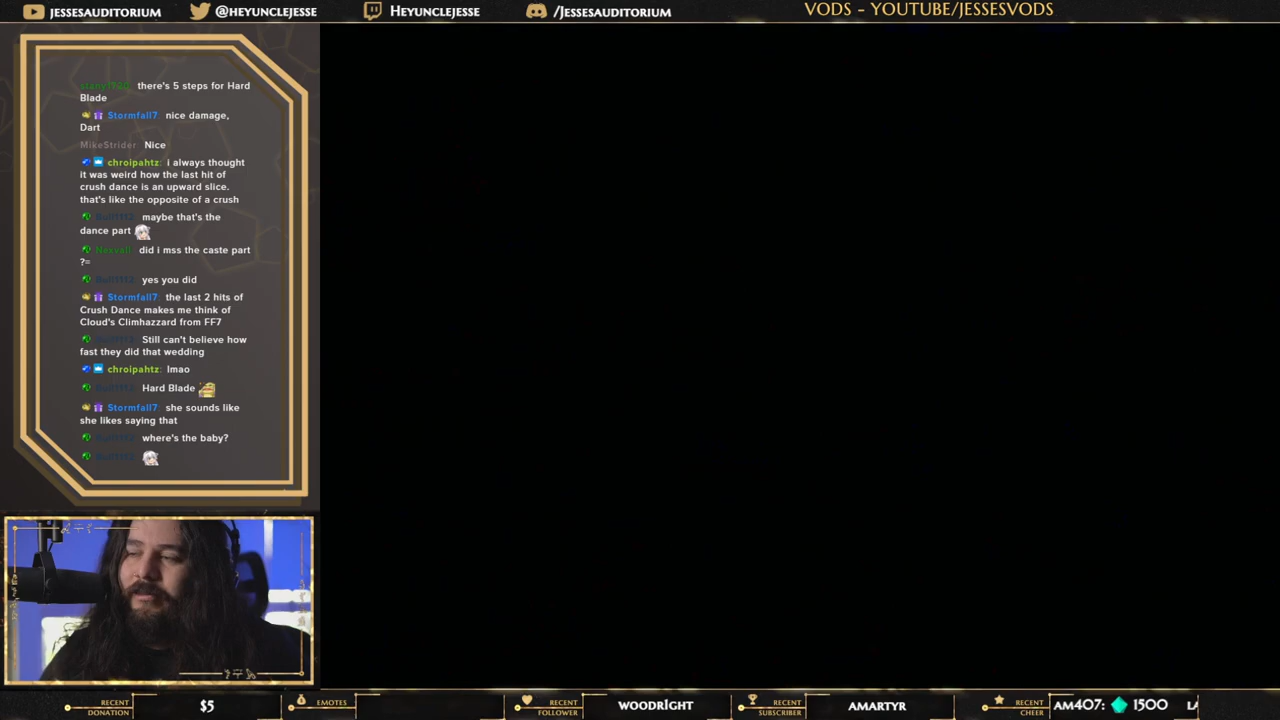 JESSESAUDITORIUM
@HEYUNCLEJESSE
HEYUNCLEJESSE
/JESSESAUDITORIUM
VODS - YOUTUBE/JESSESVODS
there's 5 steps for Hard
Blade
Stormfall7: nice damage,
Dart
MikeStrider: Nice
chroipahtz: i always thought
it was weird how the last hit of
crush dance is an upward slice.
that's like the opposite of a crush
maybe that's the
dance part
Nexvall: did i mss the caste part
?=
yes you did
Stormfall7: the last 2 hits of
Crush Dance makes me think of
Cloud's Climhazzard from FF7
Still can't believe how
fast they did that wedding
chroipahtz: lmao
Hard Blade
Stormfall7: she sounds like
she likes saying that
where's the baby?
RECENT
DONATION
$5
EMOTES
RECENT
FOLLOWER
WOODR1GHT
RECENT
SUBSCRIBER
AMARTYR
RECENT
CHEER
AM407: 1500